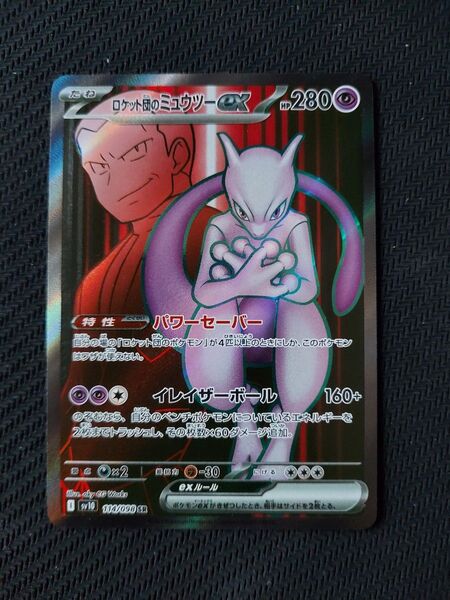 たね
ロケット団のミュウツーex HP280
特性 パワーセーバー
自分の場の「ロケット団のポケモン」が4匹以上のときにしか、このポケモンはワザが使えない。
イレイザーボール 160+
のぞむなら、自分のベンチポケモンについているエネルギーを
2個までトラッシュし、その枚数×60ダメージ追加。
弱点 ×2 抵抗力 -30 にげる
Illus. aky CG Works
I sv10 114/098 SR
exルール
ポケモンexがきぜつしたとき、相手はサイドを2枚とる。